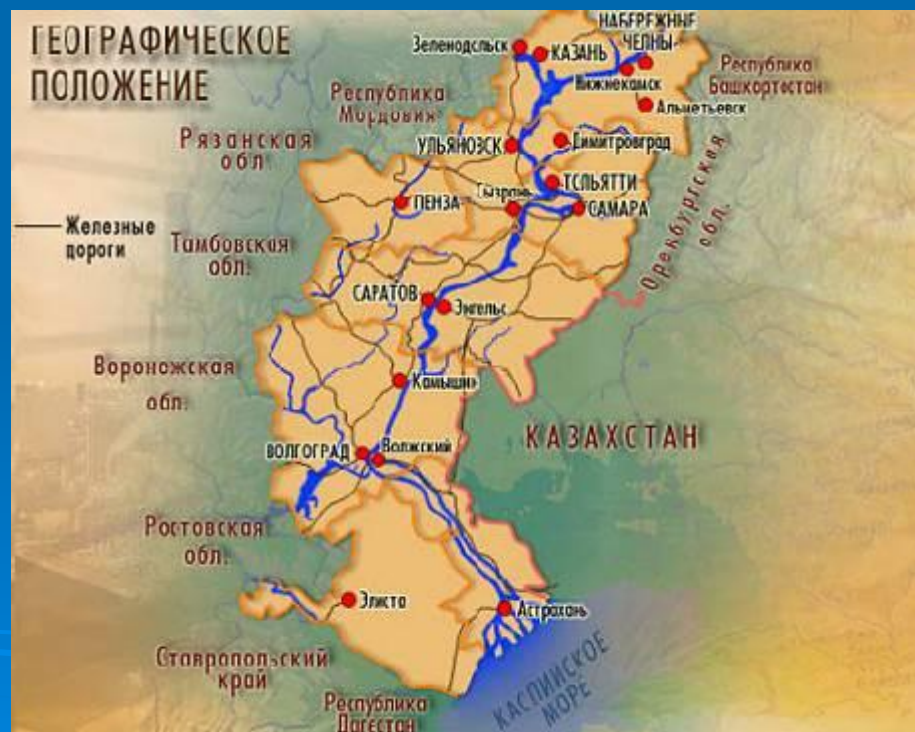 ГЕОГРАФИЧЕСКОЕ
ПОЛОЖЕНИЕ
Зеленодольск
КАЗАНЬ
НАБЕРЕЖНЫЕ
ЧЕЛНЫ
Нижнекамск
Республика
Башкортостан
Альметьевск
Республика
Мордовия
Рязанская
обл
УЛЬЯНОВСК
Димитровград
ТОЛЬЯТТИ
Сызрань
САМАРА
ПЕНЗА
Оренбургская
обл.
Железные
дороги
Тамбовская
обл.
САРАТОВ
Энгельс
Вороножская
обл.
Камышин
КАЗАХСТАН
ВОЛГОГРАД
Волжский
Ростовская
обл.
Элиста
Астрахань
Ставропольский
край
Республика
Дагестан
КАСПИЙСКОЕ
МОРЕ